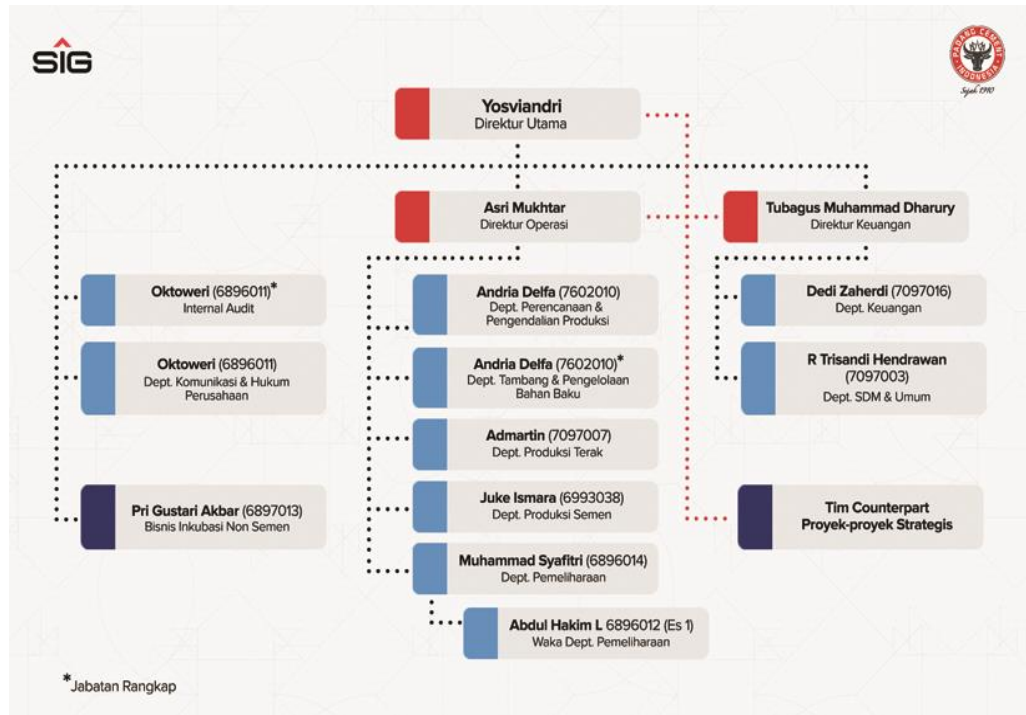 SIG
PADANG CEMENT
INDONESIA
Sejak 1910
Yosviandri
Direktur Utama
Asri Mukhtar
Direktur Operasi
Tubagus Muhammad Dharury
Direktur Keuangan
Oktoweri (6896011)*
Internal Audit
Oktoweri (6896011)
Dept. Komunikasi & Hukum
Perusahaan
Pri Gustari Akbar (6897013)
Bisnis Inkubasi Non Semen
Andria Delfa (7602010)
Dept. Perencanaan &
Pengendalian Produksi
Andria Delfa (7602010)*
Dept. Tambang & Pengelolaan
Bahan Baku
Admartin (7097007)
Dept. Produksi Terak
Juke Ismara (6993038)
Dept. Produksi Semen
Muhammad Syafitri (6896014)
Dept. Pemeliharaan
Abdul Hakim L 6896012 (Es 1)
Waka Dept. Pemeliharaan
Dedi Zaherdi (7097016)
Dept. Keuangan
R Trisandi Hendrawan
(7097003)
Dept. SDM & Umum
Tim Counterpart
Proyek-proyek Strategis
*Jabatan Rangkap